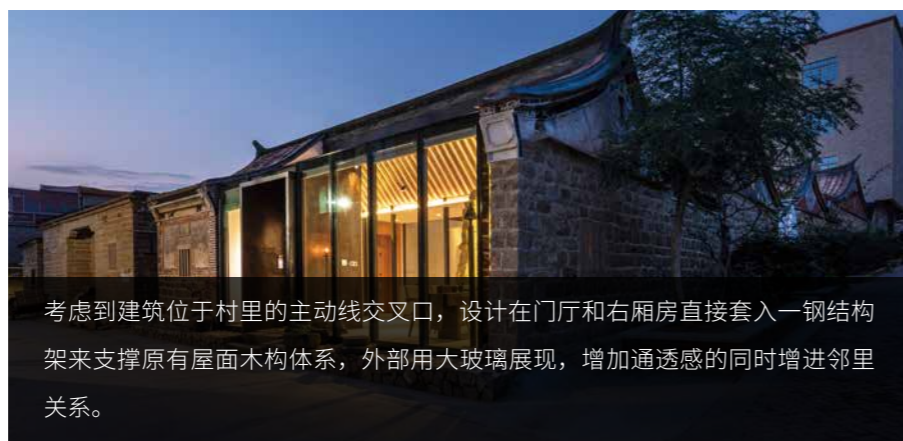 考虑到建筑位于村里的主动线交叉口，设计在门厅和右厢房直接套入一钢结构
架来支撑原有屋面木构体系，外部用大玻璃展现，增加通透感的同时增进邻里
关系。